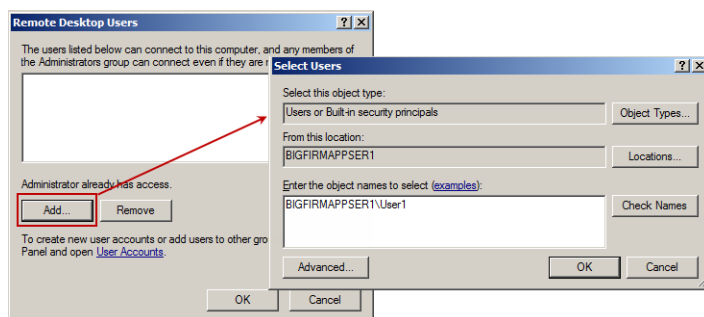 Remote Desktop Users
The users listed below can connect to this computer, and any members of
the Administrators group can connect even if they are
Administrator already has access.
Add...
Remove
To create new user accounts or add users to other
Panel and open User Accounts.
OK
Cancel
Select Users
Select this object type:
Users or Built-in security principals
Object Types...
From this location:
BIGFIRMAPPSER1
Locations...
Enter the object names to select (examples):
BIGFIRMAPPSER1\User1
Check Names
Advanced...
OK
Cancel